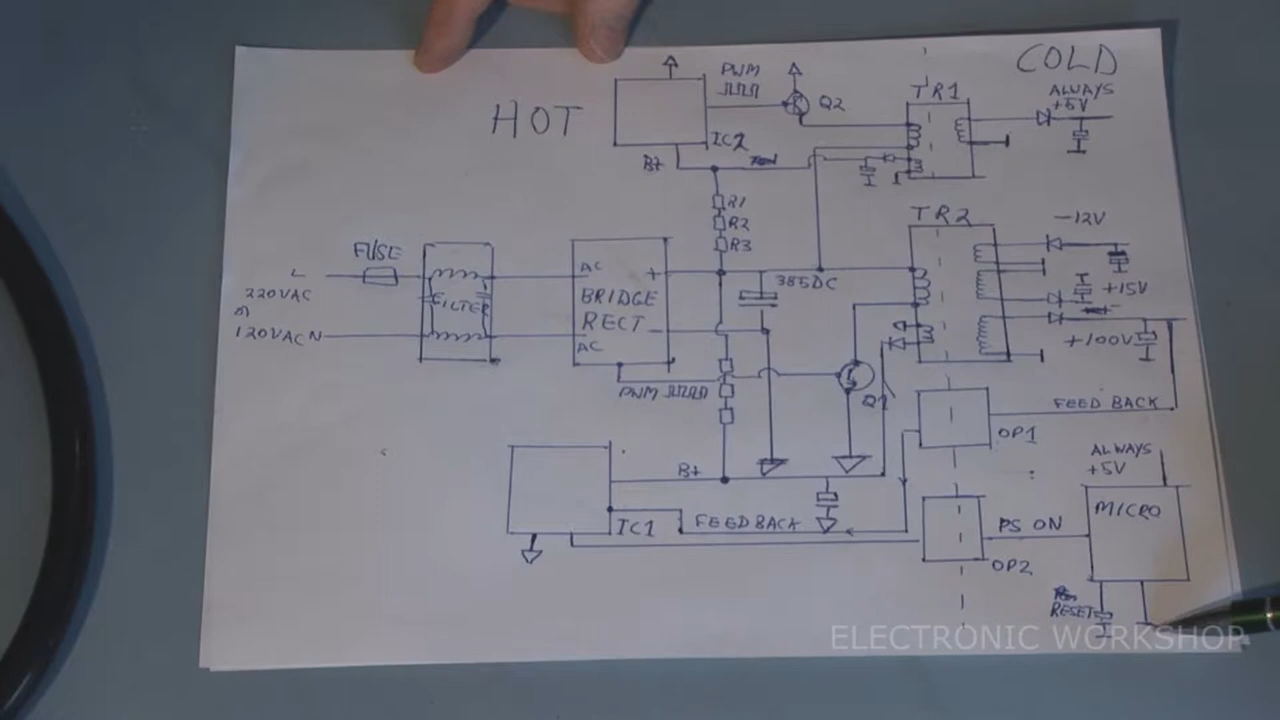 HOT
COLD
PWM
Q2
IC2
B+
TR1
ALWAYS
+5V
R1
R2
R3
FUSE
L
220VAC
120VAC N
FILTER
AC
+
BRIDGE
RECT -
AC
385DC
TR2
-12V
+15V
+100V
PWM
Q1
FEED BACK
OP1
B+
IC1
FEED BACK
ALWAYS
+5V
MICRO
PS ON
OP2
RESET
ELECTRONIC WORKSHOP